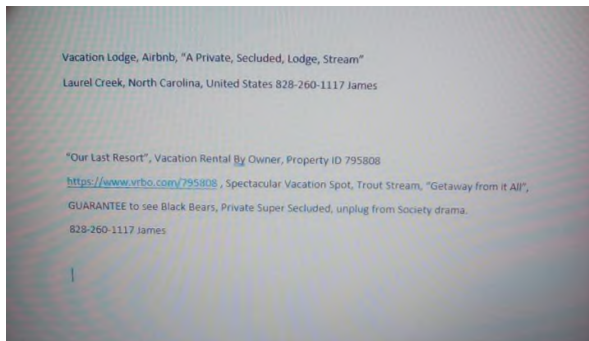 Vacation Lodge, Airbnb, "A Private, Secluded, Lodge, Stream"
Laurel Creek, North Carolina, United States 828-260-1117 James
"Our Last Resort", Vacation Rental By Owner, Property ID 795808
https://www.vrbo.com/795808 , Spectacular Vacation Spot, Trout Stream, "Getaway from it All",
GUARANTEE to see Black Bears, Private Super Secluded, unplug from Society drama.
828-260-1117 James